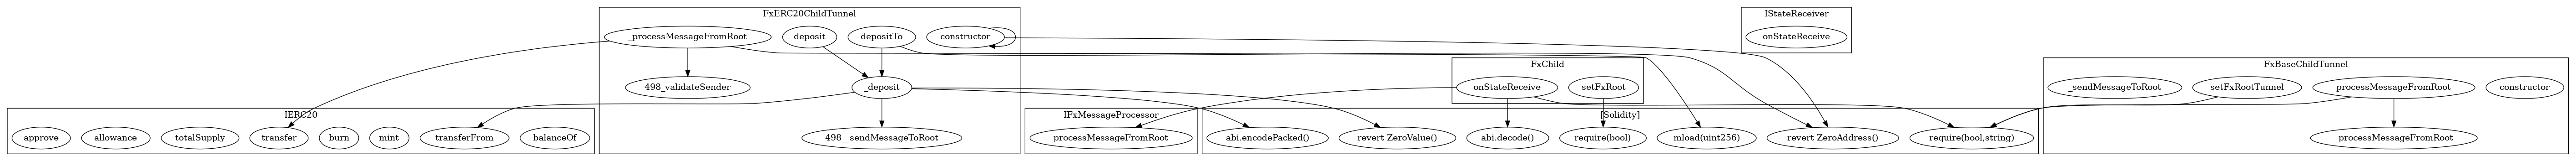 FxERC20ChildTunnel
IStateReceiver
_processMessageFromRoot
deposit
depositTo
constructor
onStateReceive
FxChild
FxBaseChildTunnel
498_validateSender
_deposit
onStateReceive
setFxRoot
_sendMessageToRoot
setFxRootTunnel
processMessageFromRoot
constructor
IERC20
IFxMessageProcessor
[Solidity]
approve
allowance
totalSupply
transfer
burn
mint
transferFrom
balanceOf
498__sendMessageToRoot
processMessageFromRoot
abi.encodePacked()
revert ZeroValue()
abi.decode()
require(bool)
mload(uint256)
revert ZeroAddress()
require(bool,string)
_processMessageFromRoot